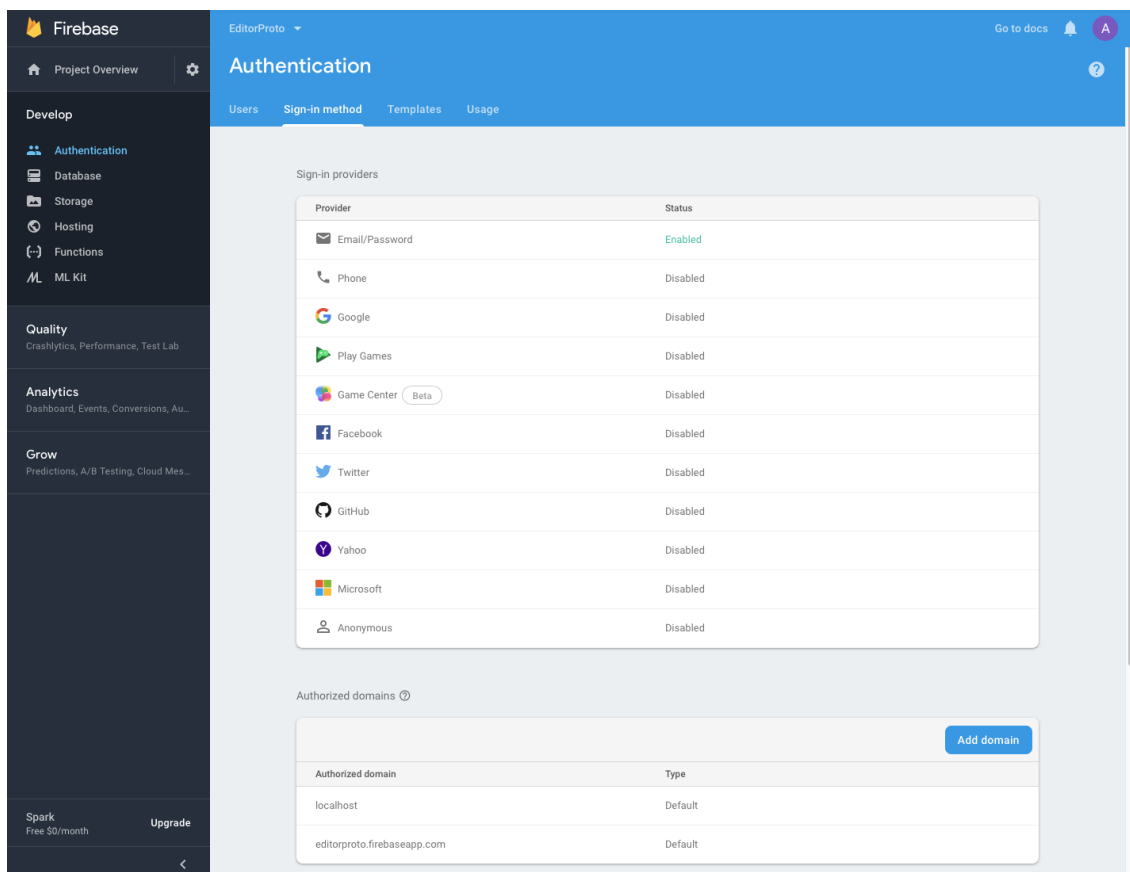 Firebase
EditorProto
Go to docs
A
Project Overview
Authentication
?
Develop
Users Sign-in method Templates Usage
Authentication
Database
Storage
Hosting
Functions
ML Kit
Quality
Crashlytics, Performance, Test Lab
Analytics
Dashboard, Events, Conversions, Au...
Grow
Predictions, A/B Testing, Cloud Mes...
Spark
Free $0/month
Upgrade
Sign-in providers
Provider Status
Email/Password Enabled
Phone Disabled
Google Disabled
Play Games Disabled
Game Center Beta Disabled
Facebook Disabled
Twitter Disabled
GitHub Disabled
Yahoo Disabled
Microsoft Disabled
Anonymous Disabled
Authorized domains ?
Add domain
Authorized domain Type
localhost Default
editorproto.firebaseapp.com Default